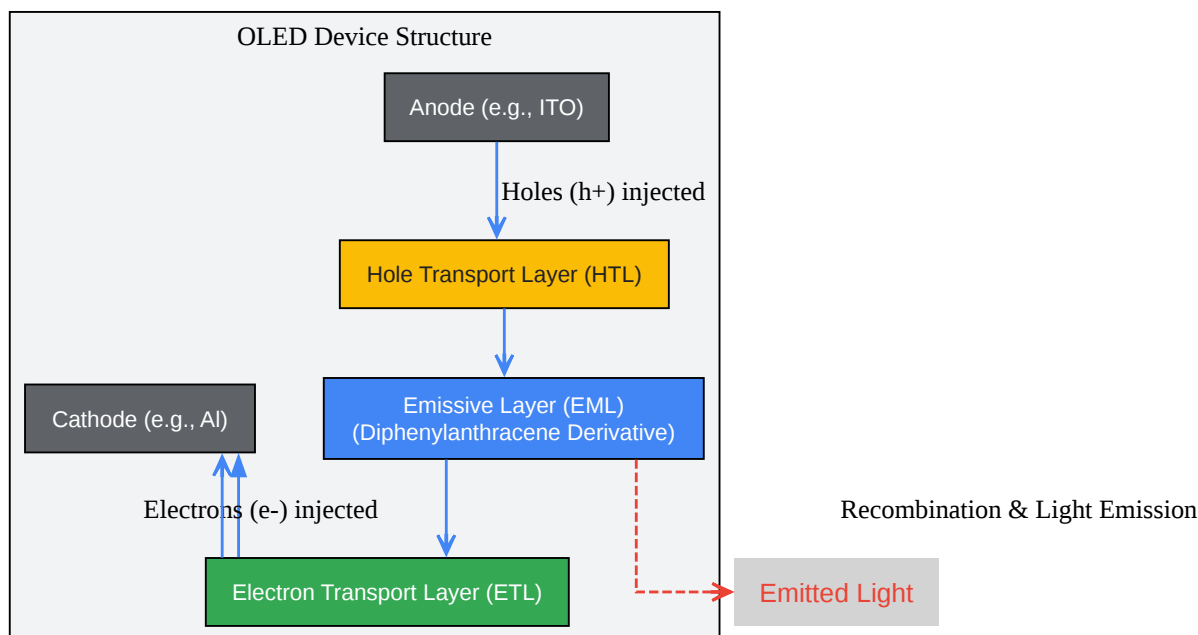 OLED Device Structure
Anode (e.g., ITO)
Holes (h+) injected
Hole Transport Layer (HTL)
Cathode (e.g., Al)
Emissive Layer (EML)
(Diphenylanthracene Derivative)
Electrons (e-) injected
Recombination & Light Emission
Electron Transport Layer (ETL)
Emitted Light